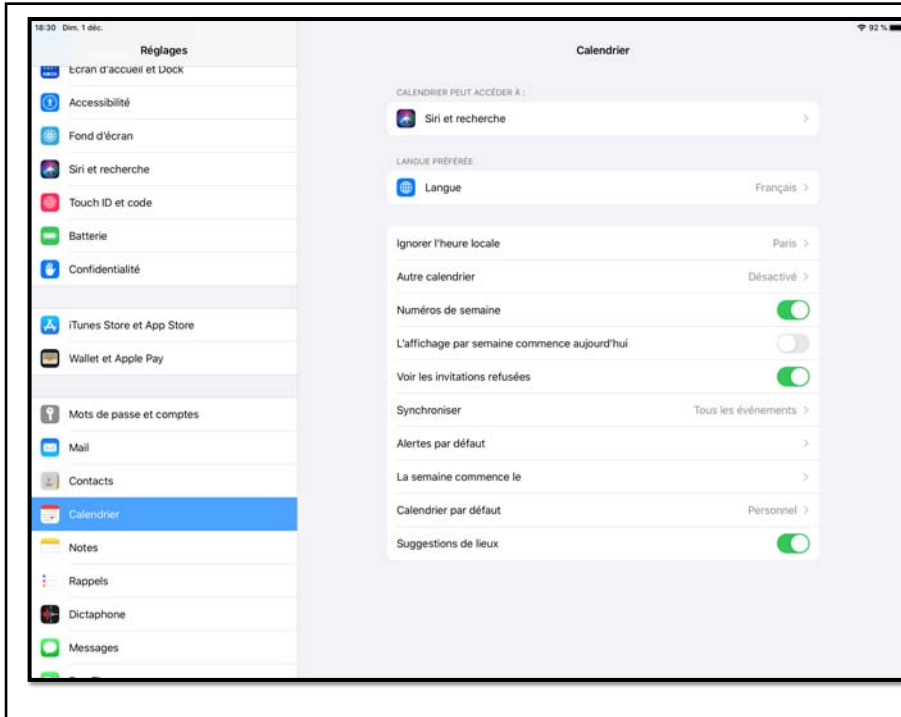 18:30 Dim. 1 déc.
92 %
Réglages
Écran d'accueil et Dock
Accessibilité
Fond d'écran
Siri et recherche
Touch ID et code
Batterie
Confidentialité
iTunes Store et App Store
Wallet et Apple Pay
Mots de passe et comptes
Mail
Contacts
Calendrier
Notes
Rappels
Dictaphone
Messages
Calendrier
CALENDRIER PEUT ACCÉDER À :
Siri et recherche
LANGUE PRÉFÉRÉE
Langue Français
Ignorer l'heure locale Paris
Autre calendrier Désactivé
Numéros de semaine
L'affichage par semaine commence aujourd'hui
Voir les invitations refusées
Synchroniser Tous les événements
Alertes par défaut
La semaine commence le
Calendrier par défaut Personnel
Suggestions de lieux